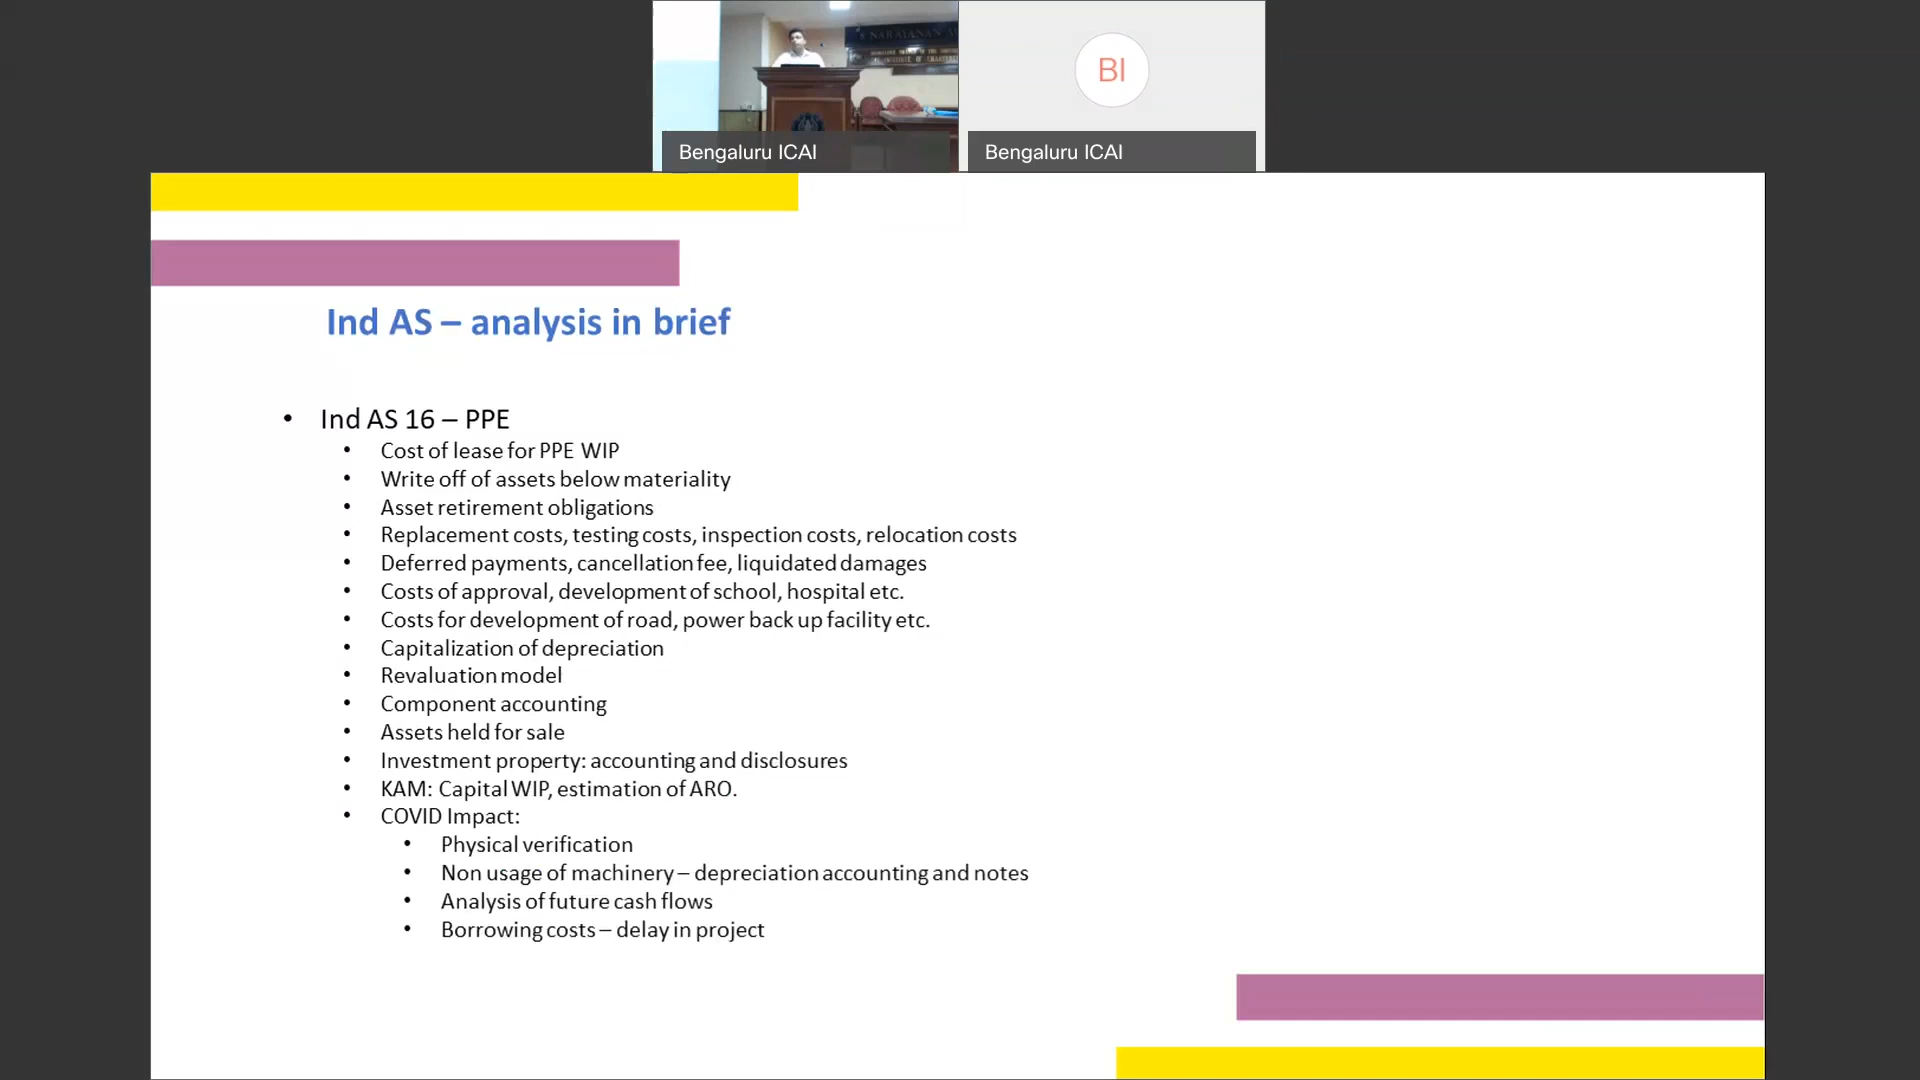 S NARAYANAN
INSTITUTE OF
Bengaluru ICAI
BI
Bengaluru ICAI
Ind AS – analysis in brief
• Ind AS 16 – PPE
• Cost of lease for PPE WIP
• Write off of assets below materiality
• Asset retirement obligations
• Replacement costs, testing costs, inspection costs, relocation costs
• Deferred payments, cancellation fee, liquidated damages
• Costs of approval, development of school, hospital etc.
• Costs for development of road, power back up facility etc.
• Capitalization of depreciation
• Revaluation model
• Component accounting
• Assets held for sale
• Investment property: accounting and disclosures
• KAM: Capital WIP, estimation of ARO.
• COVID Impact:
• Physical verification
• Non usage of machinery – depreciation accounting and notes
• Analysis of future cash flows
• Borrowing costs – delay in project